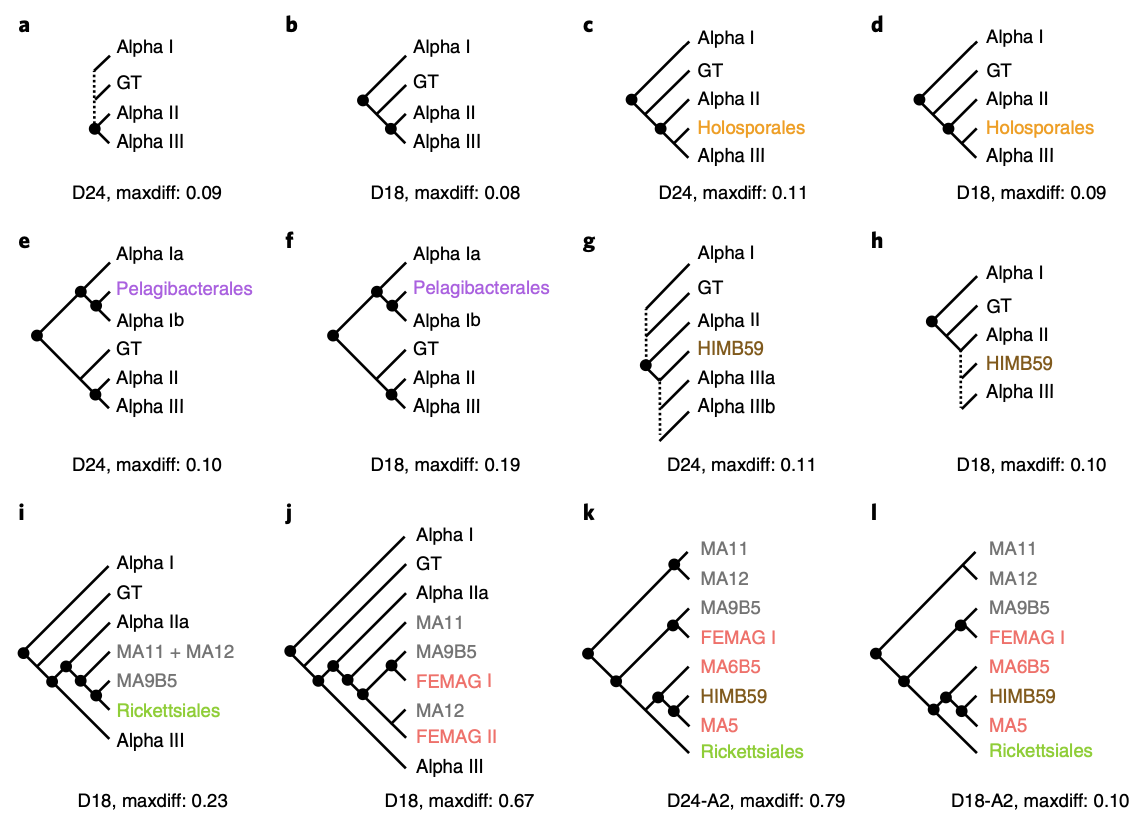 a
Alpha I
GT
Alpha II
Alpha III
D24, maxdiff: 0.09
b
Alpha I
GT
Alpha II
Alpha III
D18, maxdiff: 0.08
c
Alpha I
GT
Alpha II
Holosporales
Alpha III
D24, maxdiff: 0.11
d
Alpha I
GT
Alpha II
Holosporales
Alpha III
D18, maxdiff: 0.09
e
Alpha Ia
Pelagibacterales
Alpha Ib
GT
Alpha II
Alpha III
D24, maxdiff: 0.10
f
Alpha Ia
Pelagibacterales
Alpha Ib
GT
Alpha II
Alpha III
D18, maxdiff: 0.19
g
Alpha I
GT
Alpha II
HIMB59
Alpha IIIa
Alpha IIIb
D24, maxdiff: 0.11
h
Alpha I
GT
Alpha II
HIMB59
Alpha III
D18, maxdiff: 0.10
i
Alpha I
GT
Alpha IIa
MA11 + MA12
MA9B5
Rickettsiales
Alpha III
D18, maxdiff: 0.23
j
Alpha I
GT
Alpha IIa
MA11
MA9B5
FEMAG I
MA12
FEMAG II
Alpha III
D18, maxdiff: 0.67
k
MA11
MA12
MA9B5
FEMAG I
MA6B5
HIMB59
MA5
Rickettsiales
D24-A2, maxdiff: 0.79
l
MA11
MA12
MA9B5
FEMAG I
MA6B5
HIMB59
MA5
Rickettsiales
D18-A2, maxdiff: 0.10